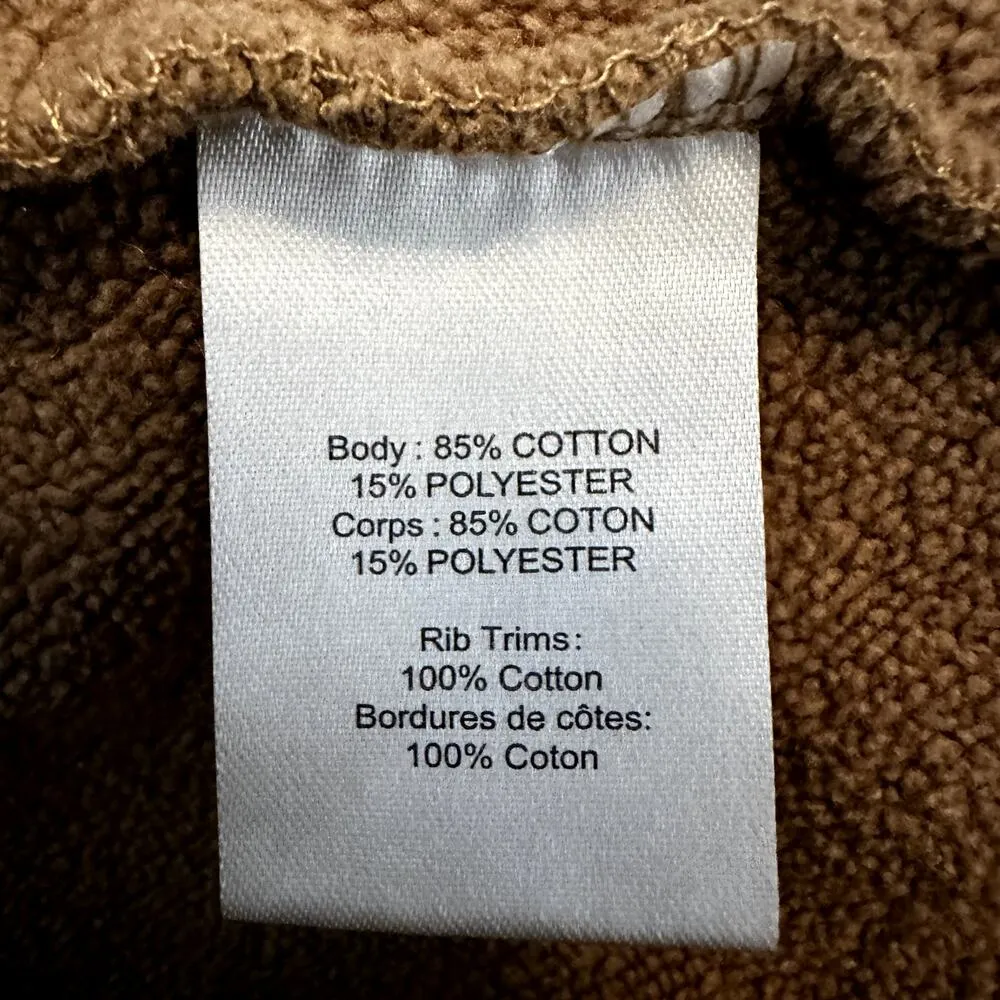 Body : 85% COTTON
15% POLYESTER
Corps : 85% COTON
15% POLYESTER
Rib Trims:
100% Cotton
Bordures de côtes:
100% Coton